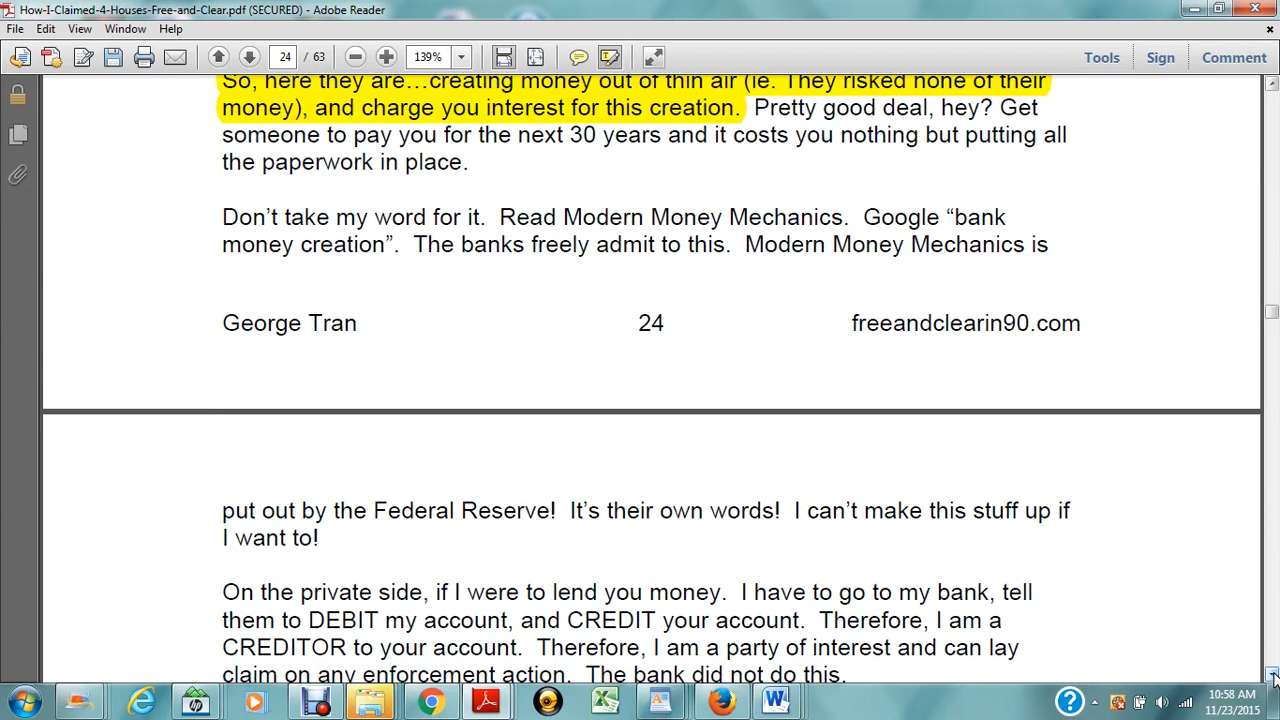 How-I-Claimed-4-Houses-Free-and-Clear.pdf (SECURED) - Adobe Reader
File Edit View Window Help
24 / 63 139% Tools Sign Comment
So, here they are…creating money out of thin air (ie. They risked none of their
money), and charge you interest for this creation. Pretty good deal, hey? Get
someone to pay you for the next 30 years and it costs you nothing but putting all
the paperwork in place.
Don't take my word for it. Read Modern Money Mechanics. Google “bank
money creation”. The banks freely admit to this. Modern Money Mechanics is
George Tran 24 freeandclearin90.com
put out by the Federal Reserve! It's their own words! I can't make this stuff up if
I want to!
On the private side, if I were to lend you money. I have to go to my bank, tell
them to DEBIT my account, and CREDIT your account. Therefore, I am a
CREDITOR to your account. Therefore, I am a party of interest and can lay
claim on any enforcement action. The bank did not do this.
10:58 AM
11/23/2015